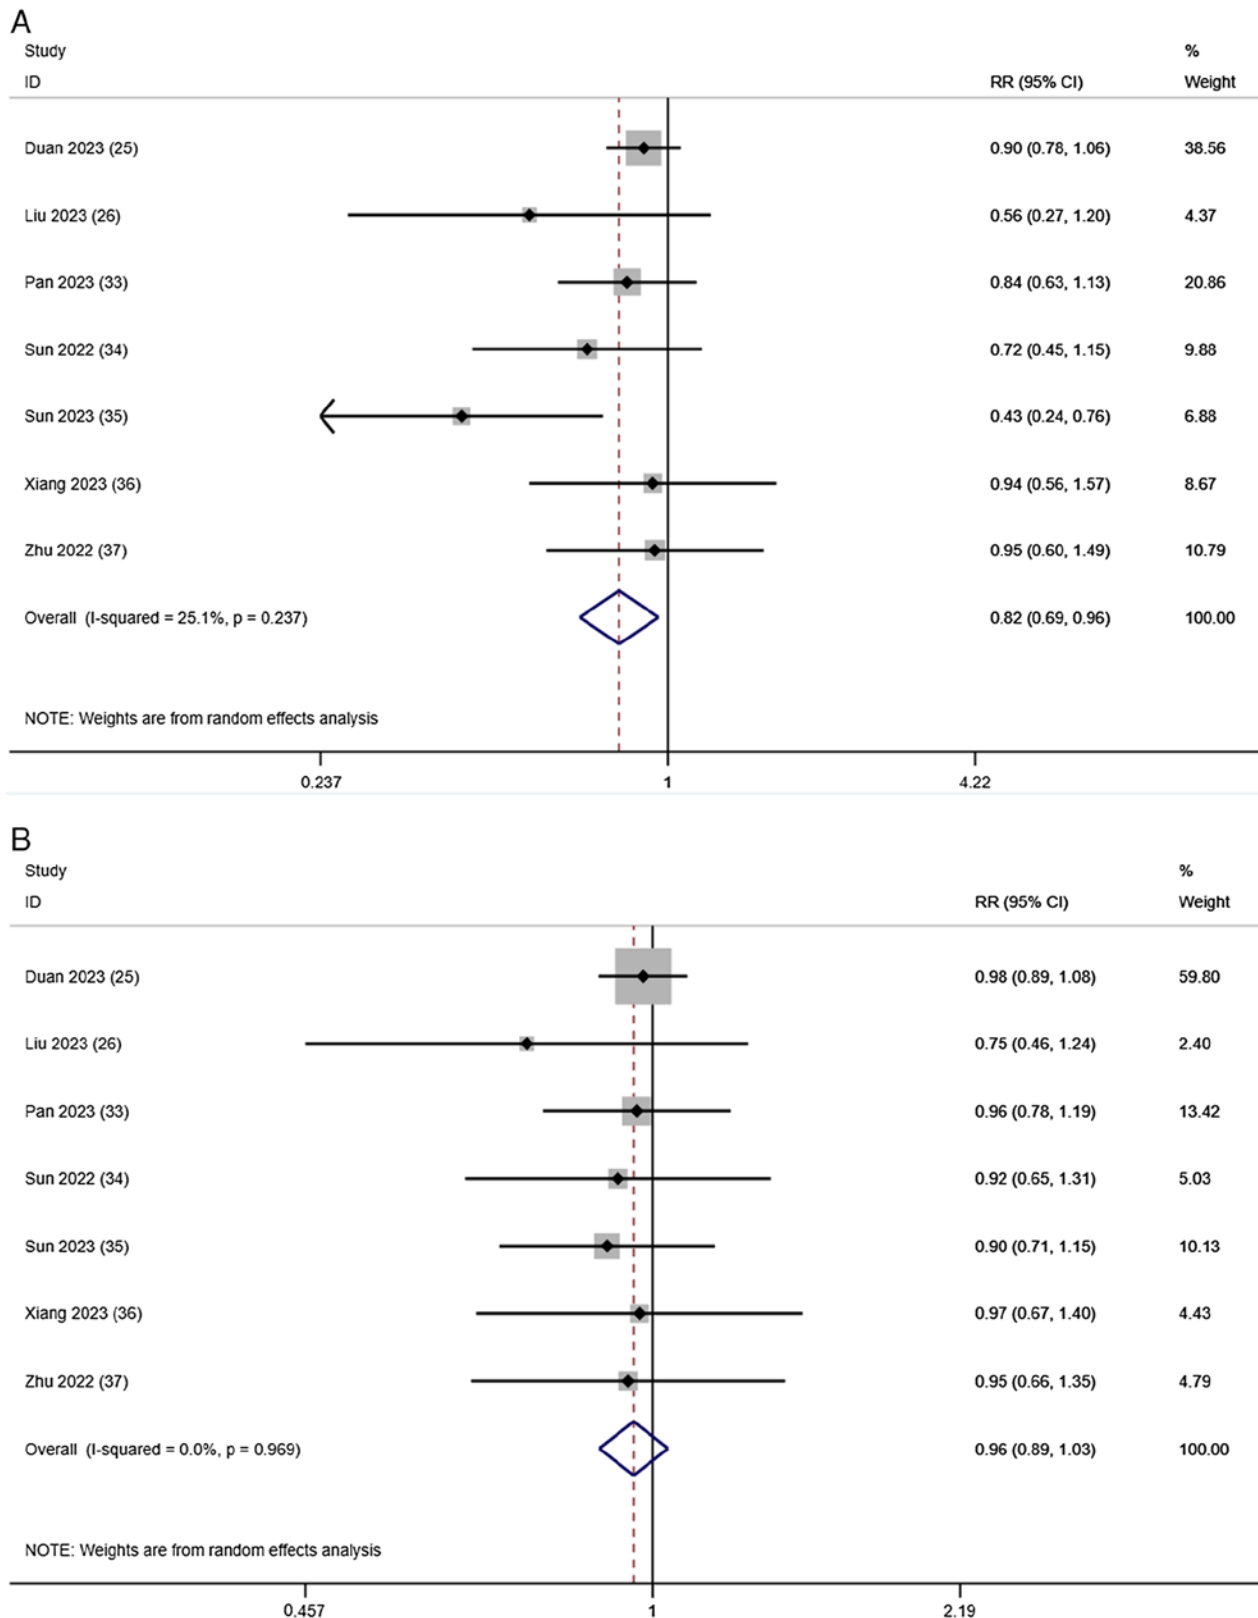 A
Study %
ID RR (95% CI) Weight
Duan 2023 (25) 0.90 (0.78, 1.06) 38.56
Liu 2023 (26) 0.56 (0.27, 1.20) 4.37
Pan 2023 (33) 0.84 (0.63, 1.13) 20.86
Sun 2022 (34) 0.72 (0.45, 1.15) 9.88
Sun 2023 (35) 0.43 (0.24, 0.76) 6.88
Xiang 2023 (36) 0.94 (0.56, 1.57) 8.67
Zhu 2022 (37) 0.95 (0.60, 1.49) 10.79
Overall (I-squared = 25.1%, p = 0.237) 0.82 (0.69, 0.96) 100.00
NOTE: Weights are from random effects analysis
0.237 1 4.22
B
Study %
ID RR (95% CI) Weight
Duan 2023 (25) 0.98 (0.89, 1.08) 59.80
Liu 2023 (26) 0.75 (0.46, 1.24) 2.40
Pan 2023 (33) 0.96 (0.78, 1.19) 13.42
Sun 2022 (34) 0.92 (0.65, 1.31) 5.03
Sun 2023 (35) 0.90 (0.71, 1.15) 10.13
Xiang 2023 (36) 0.97 (0.67, 1.40) 4.43
Zhu 2022 (37) 0.95 (0.66, 1.35) 4.79
Overall (I-squared = 0.0%, p = 0.969) 0.96 (0.89, 1.03) 100.00
NOTE: Weights are from random effects analysis
0.457 1 2.19